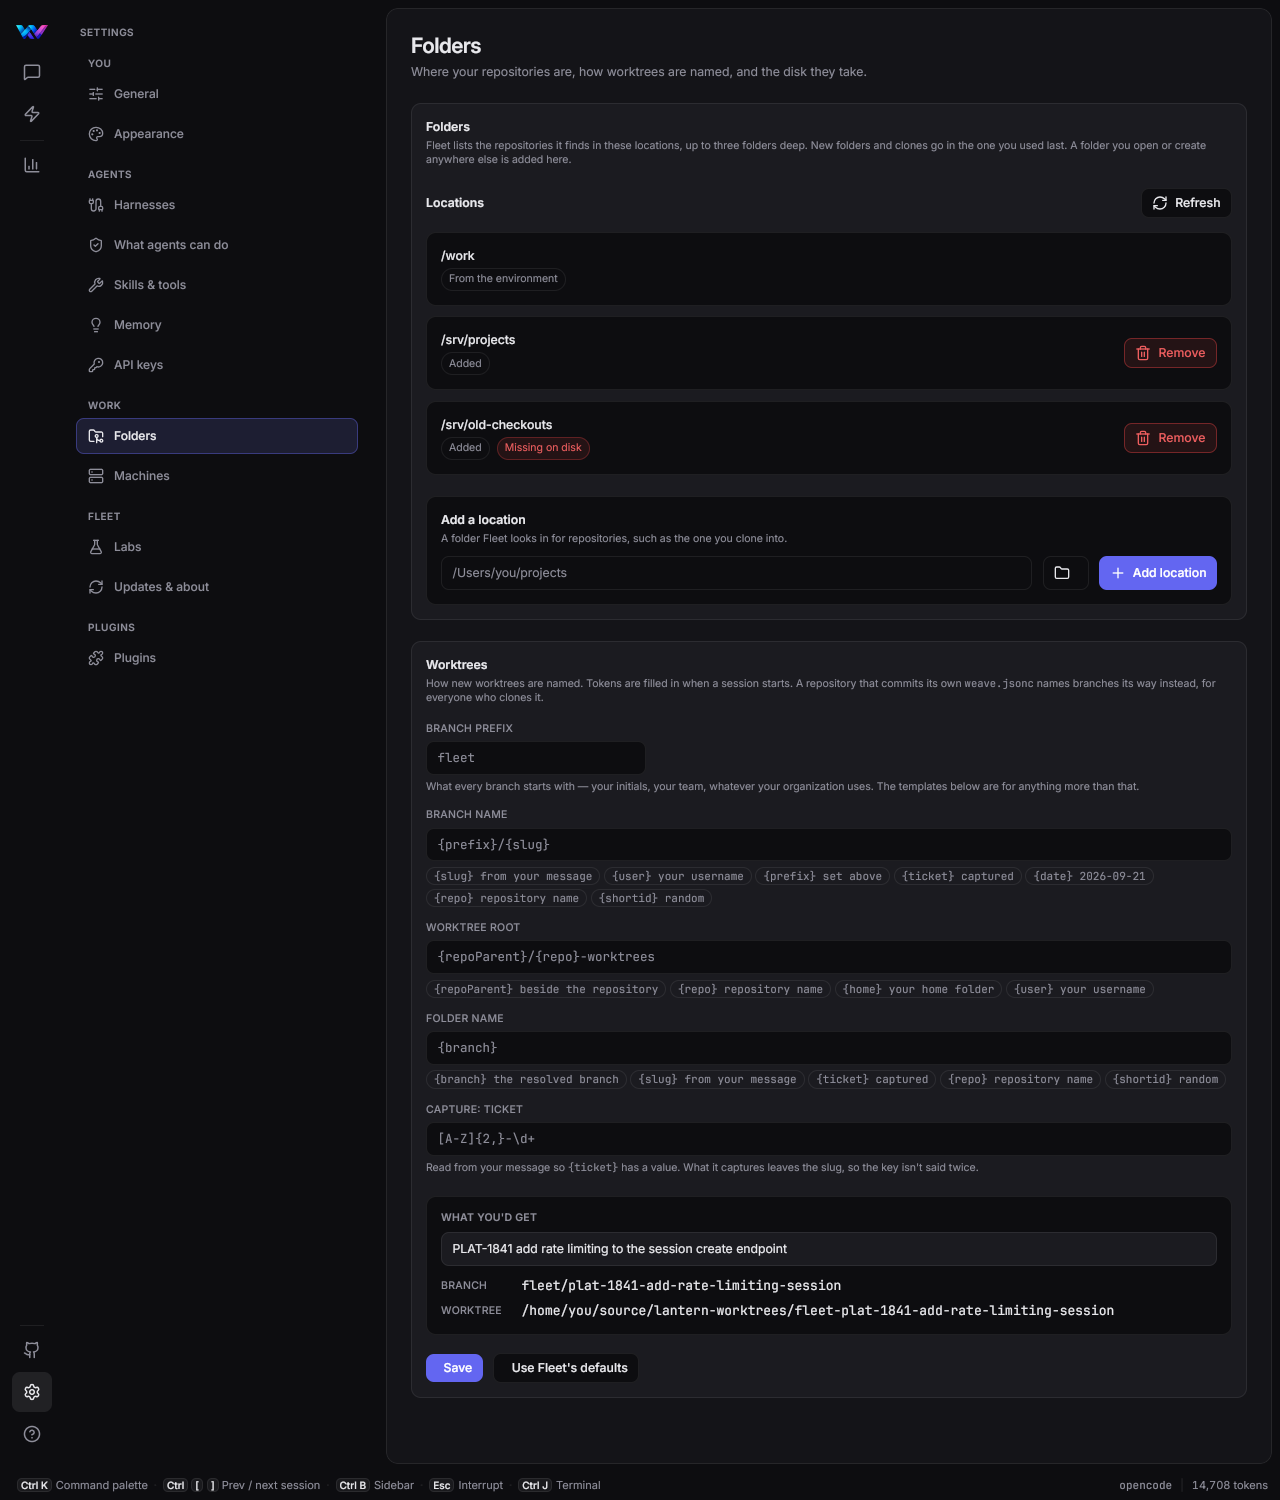 SETTINGS
YOU
General
Appearance
AGENTS
Harnesses
What agents can do
Skills & tools
Memory
API keys
WORK
Folders
Machines
FLEET
Labs
Updates & about
PLUGINS
Plugins
Folders
Where your repositories are, how worktrees are named, and the disk they take.
Folders
Fleet lists the repositories it finds in these locations, up to three folders deep. New folders and clones go in the one you used last. A folder you open or create
anywhere else is added here.
Locations
Refresh
/work
From the environment
/srv/projects
Added
Remove
/srv/old-checkouts
Added Missing on disk
Remove
Add a location
A folder Fleet looks in for repositories, such as the one you clone into.
/Users/you/projects
Add location
Worktrees
How new worktrees are named. Tokens are filled in when a session starts. A repository that commits its own weave.jsonc names branches its way instead, for
everyone who clones it.
BRANCH PREFIX
fleet
What every branch starts with — your initials, your team, whatever your organization uses. The templates below are for anything more than that.
BRANCH NAME
{prefix}/{slug}
{slug} from your message {user} your username {prefix} set above {ticket} captured {date} 2026-09-21
{repo} repository name {shortid} random
WORKTREE ROOT
{repoParent}/{repo}-worktrees
{repoParent} beside the repository {repo} repository name {home} your home folder {user} your username
FOLDER NAME
{branch}
{branch} the resolved branch {slug} from your message {ticket} captured {repo} repository name {shortid} random
CAPTURE: TICKET
[A-Z]{2,}-\d+
Read from your message so {ticket} has a value. What it captures leaves the slug, so the key isn't said twice.
WHAT YOU'D GET
PLAT-1841 add rate limiting to the session create endpoint
BRANCH fleet/plat-1841-add-rate-limiting-session
WORKTREE /home/you/source/lantern-worktrees/fleet-plat-1841-add-rate-limiting-session
Save Use Fleet's defaults
Ctrl K Command palette · Ctrl [ ] Prev / next session · Ctrl B Sidebar · Esc Interrupt · Ctrl J Terminal
opencode 14,708 tokens